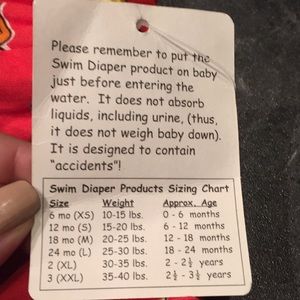 Please remember to put the
Swim Diaper product on baby
just before entering the
water. It does not absorb
liquids, including urine, (thus,
it does not weigh baby down).
It is designed to contain
"accidents"!
Swim Diaper Products Sizing Chart
Size Weight Approx. Age
6 mo (XS) 10-15 lbs. 0 - 6 months
12 mo (S) 15-20 lbs. 6 - 12 months
18 mo (M) 20-25 lbs. 12 - 18 months
24 mo (L) 25-30 lbs. 18 - 24 months
2 (XL) 30-35 lbs. 2 - 2½ years
3 (XXL) 35-40 lbs. 2½ - 3½ years